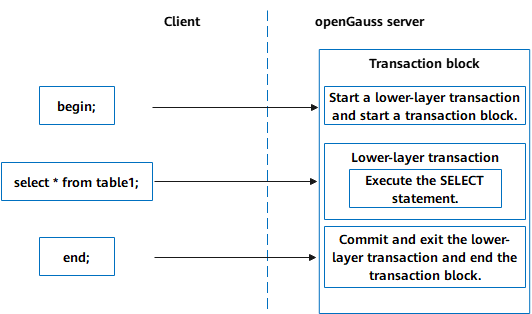 Client
openGauss server
Transaction block
begin;
Start a lower-layer transaction
and start a transaction block.
Lower-layer transaction
select * from table1;
Execute the SELECT
statement.
end;
Commit and exit the lower-
layer transaction and end the
transaction block.